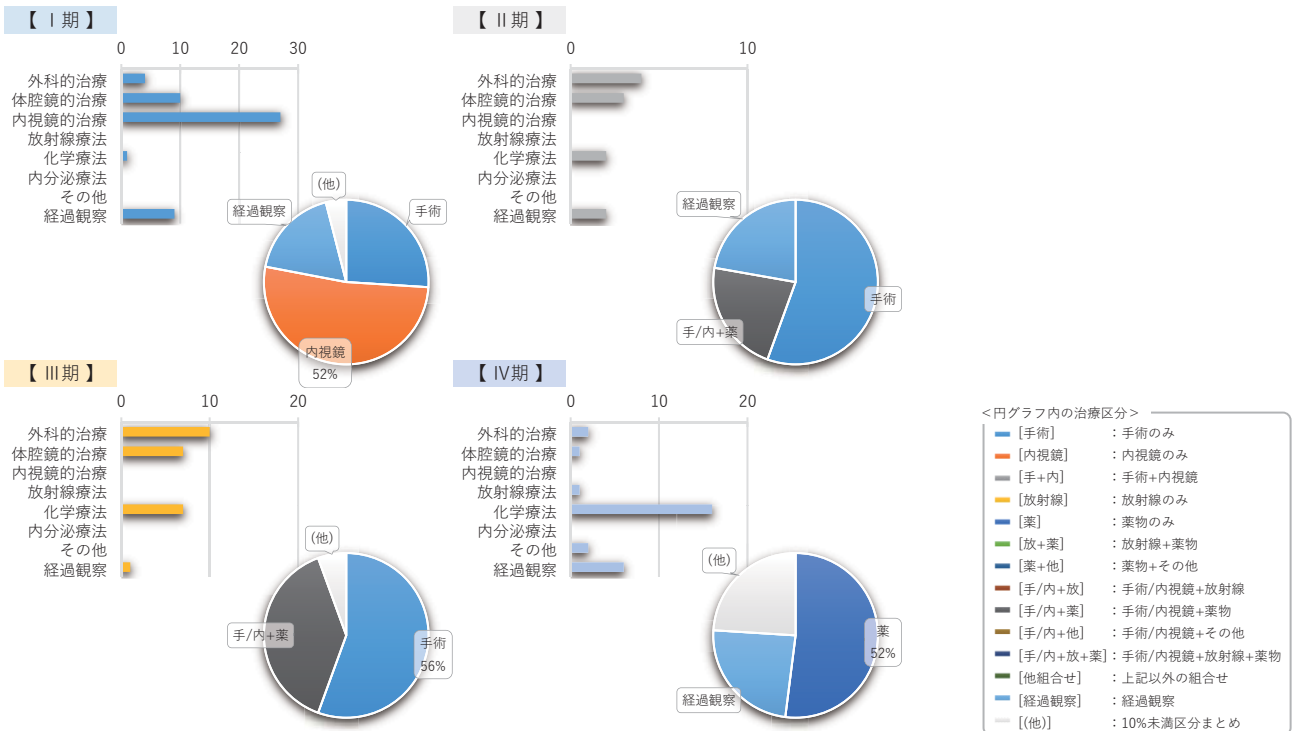 【 Ⅰ期 】
0 10 20 30
外科的治療
体腔鏡的治療
内視鏡的治療
放射線療法
化学療法
内分泌療法
その他
経過観察
(他)
経過観察
手術
内視鏡
52%
【 Ⅱ期 】
0 10
外科的治療
体腔鏡的治療
内視鏡的治療
放射線療法
化学療法
内分泌療法
その他
経過観察
経過観察
手術
手/内+薬
【 Ⅲ期 】
0 10 20
外科的治療
体腔鏡的治療
内視鏡的治療
放射線療法
化学療法
内分泌療法
その他
経過観察
(他)
手/内+薬
手術
56%
【 Ⅳ期 】
0 10 20
外科的治療
体腔鏡的治療
内視鏡的治療
放射線療法
化学療法
内分泌療法
その他
経過観察
(他)
薬
52%
経過観察
<円グラフ内の治療区分>
[手術] ：手術のみ
[内視鏡] ：内視鏡のみ
[手+内] ：手術+内視鏡
[放射線] ：放射線のみ
[薬] ：薬物のみ
[放+薬] ：放射線+薬物
[薬+他] ：薬物+その他
[手/内+放] ：手術/内視鏡+放射線
[手/内+薬] ：手術/内視鏡+薬物
[手/内+他] ：手術/内視鏡+その他
[手/内+放+薬]：手術/内視鏡+放射線+薬物
[他組合せ] ：上記以外の組合せ
[経過観察] ：経過観察
[(他)] ：10%未満区分まとめ